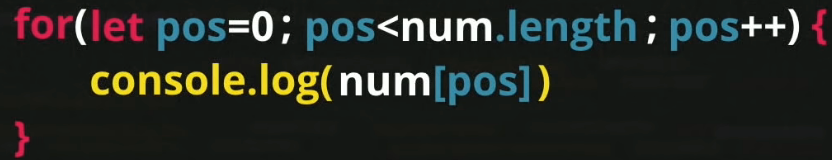 for(let pos=0; pos<num.length; pos++) {
console.log(num[pos])
}